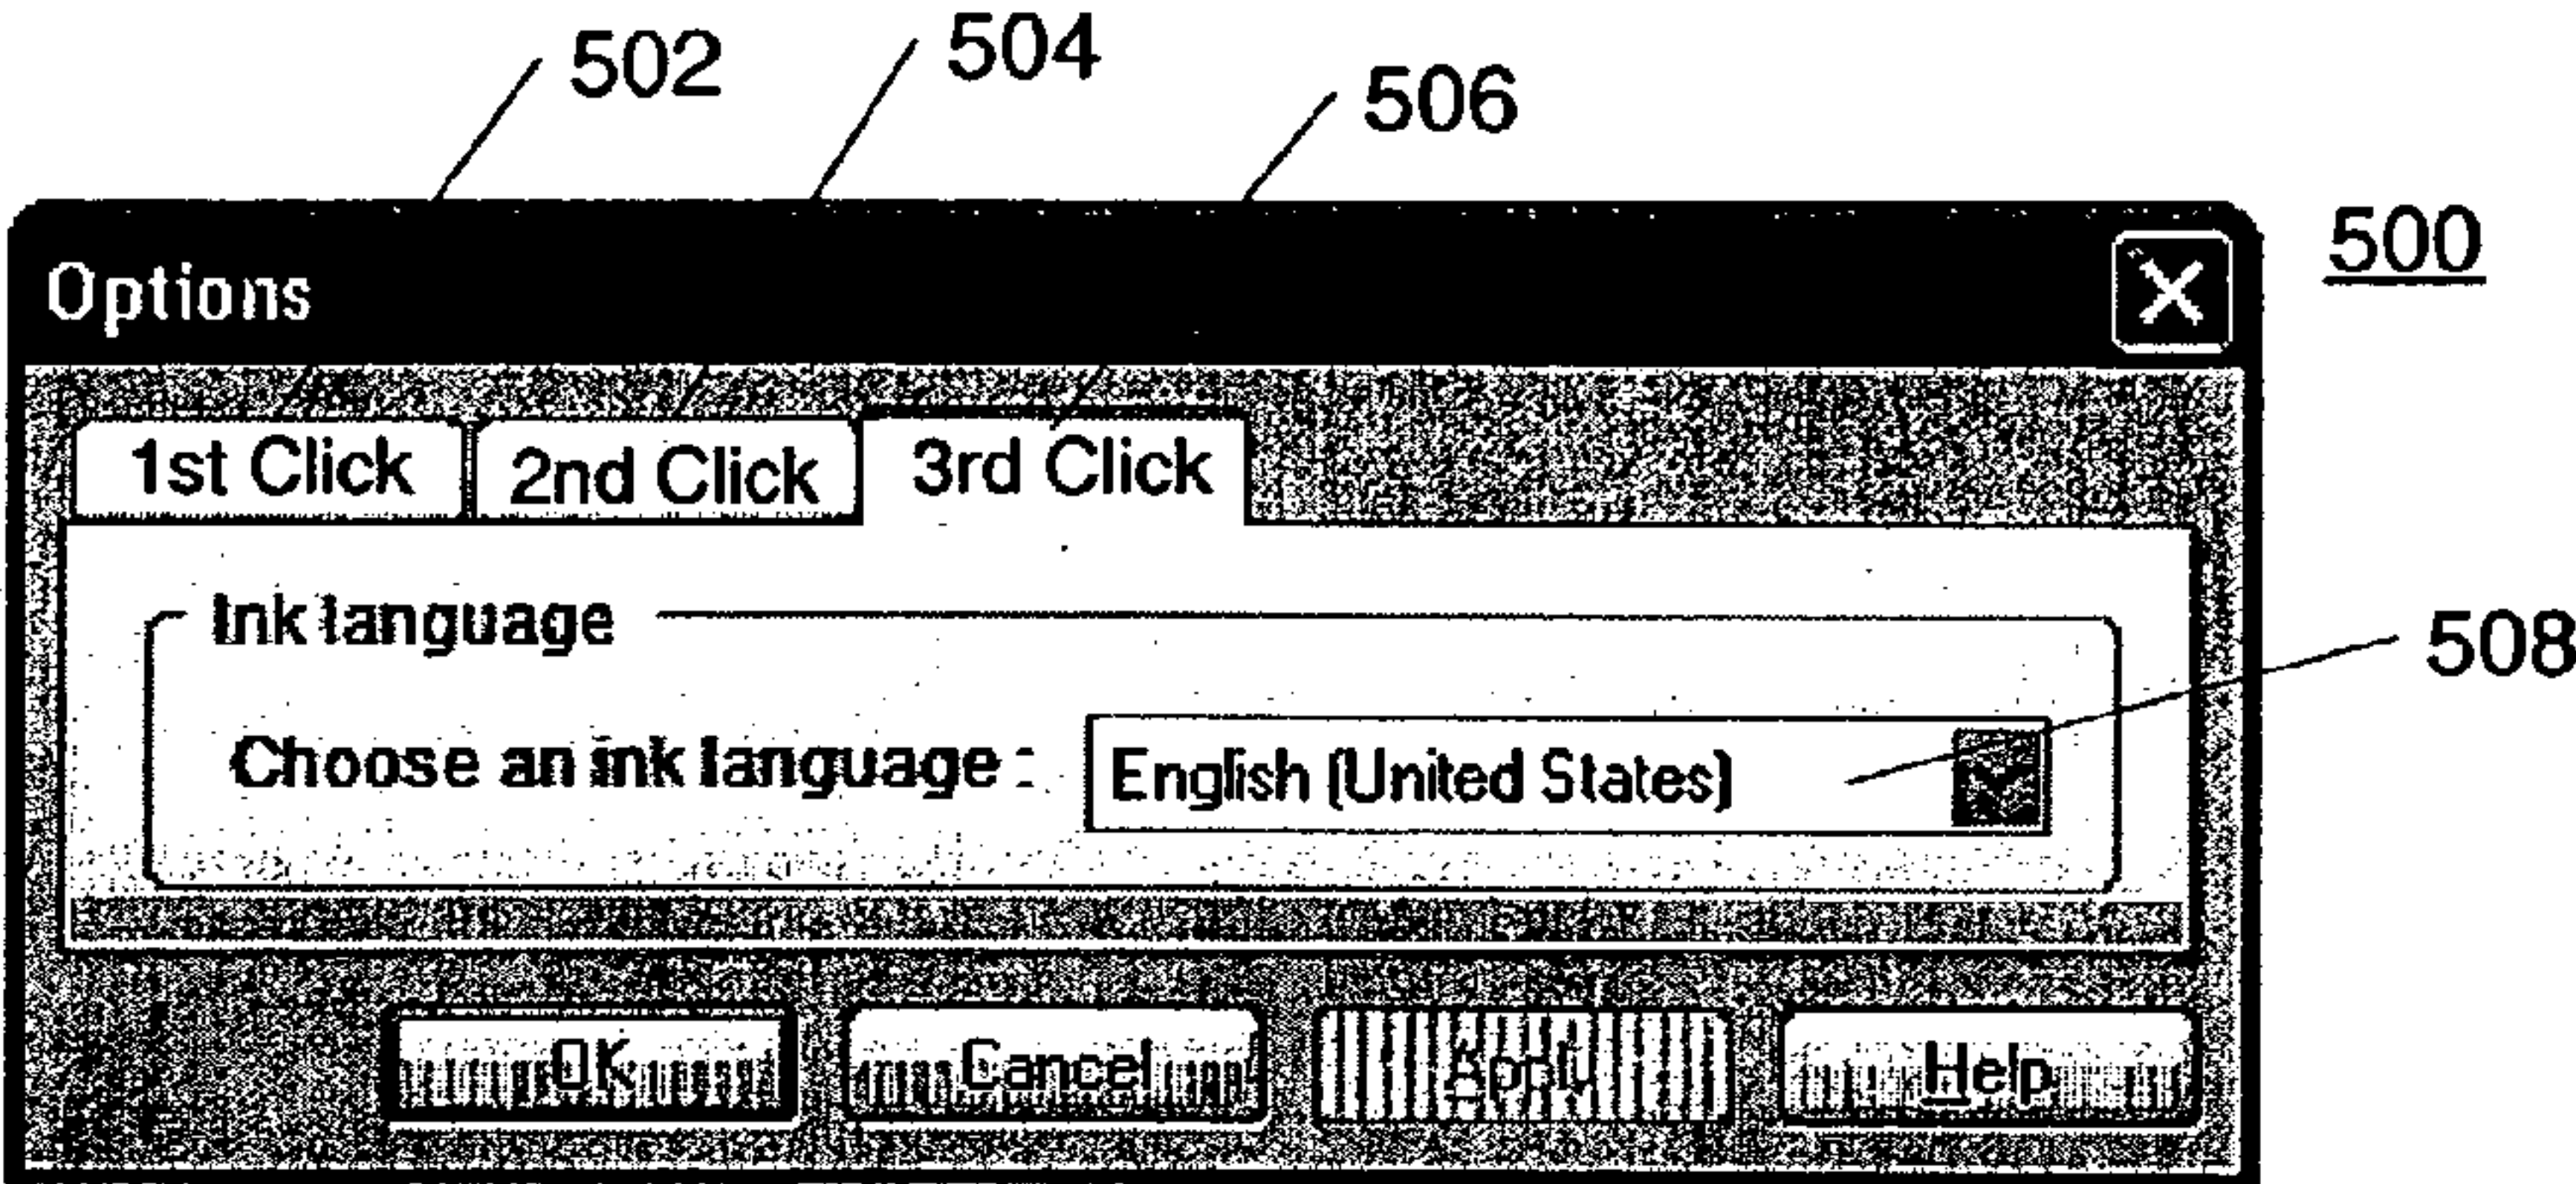 502
504
506
500
Options
1st Click
2nd Click
3rd Click
Ink language
508
Choose an ink language :
English (United States)
OK
Cancel
Apply
Help